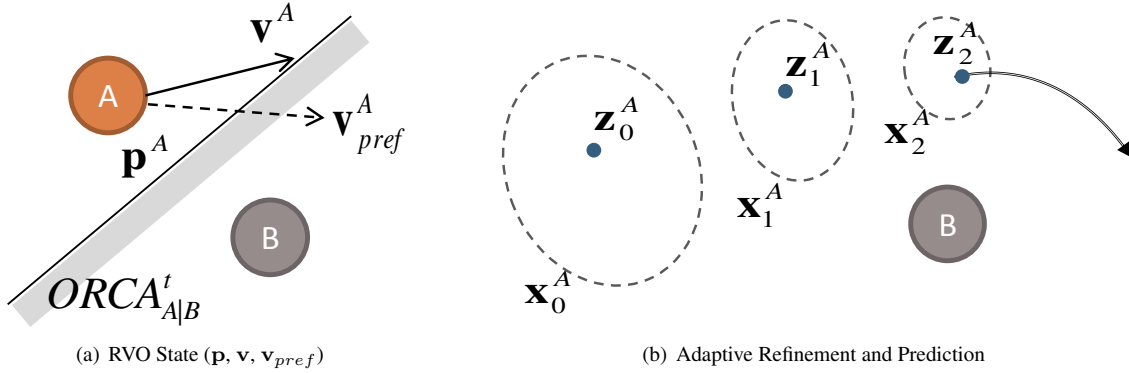 v^A
A
v^A_pref
p^A
B
ORCA^t_A|B
(a) RVO State (p, v, v_pref)
z^A_0
x^A_0
z^A_1
x^A_1
z^A_2
x^A_2
B
(b) Adaptive Refinement and Prediction